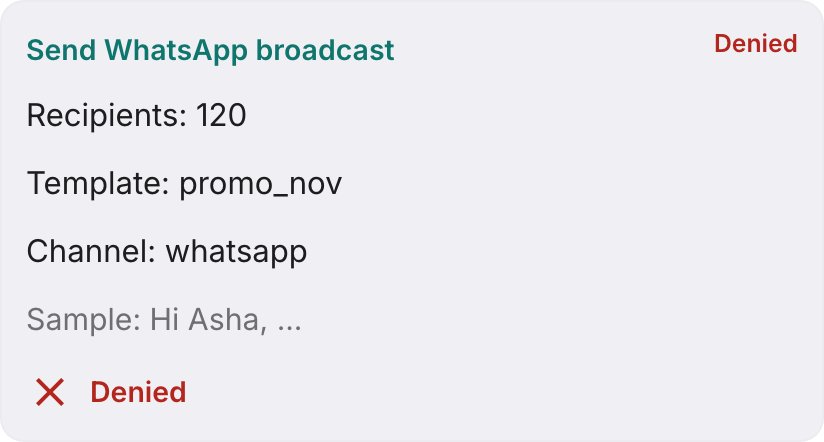 Send WhatsApp broadcast
Denied
Recipients: 120
Template: promo_nov
Channel: whatsapp
Sample: Hi Asha, ...
Denied